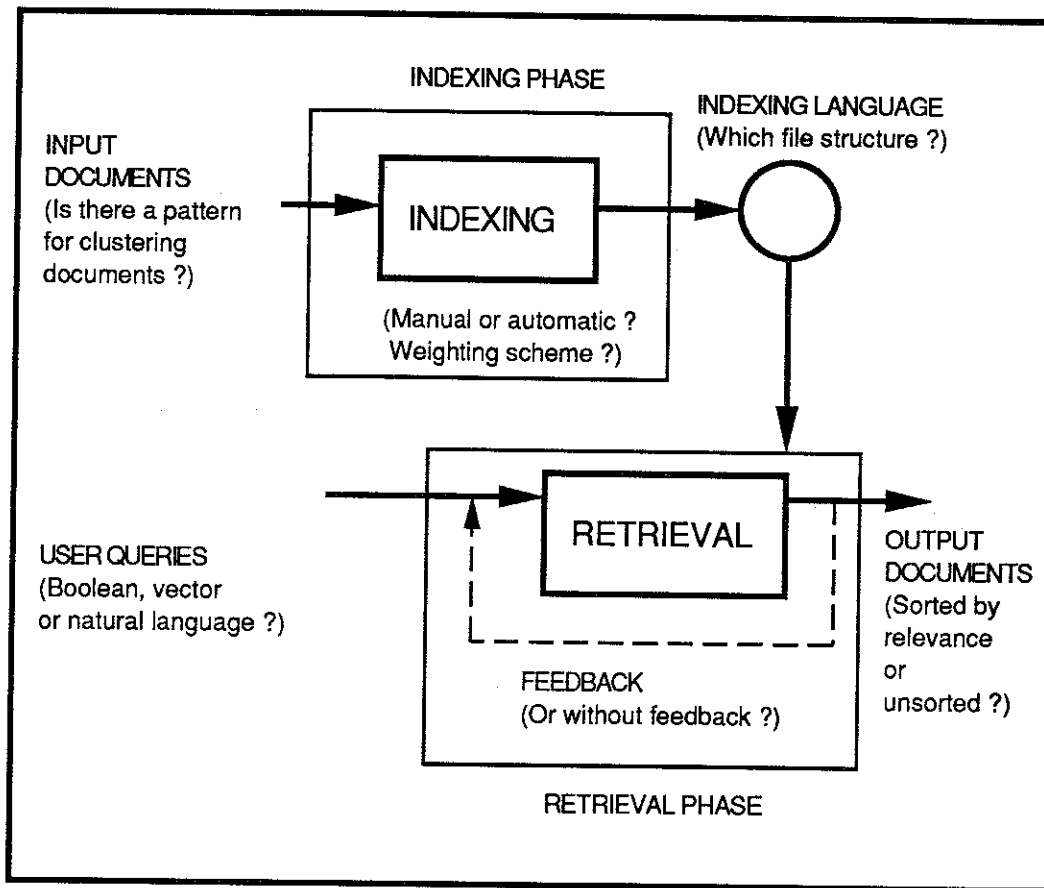 INDEXING PHASE
INDEXING LANGUAGE
(Which file structure ?)
INPUT
DOCUMENTS
(Is there a pattern
for clustering
documents ?)
INDEXING
(Manual or automatic ?
Weighting scheme ?)
USER QUERIES
(Boolean, vector
or natural language ?)
RETRIEVAL
OUTPUT
DOCUMENTS
(Sorted by
relevance
or
unsorted ?)
FEEDBACK
(Or without feedback ?)
RETRIEVAL PHASE